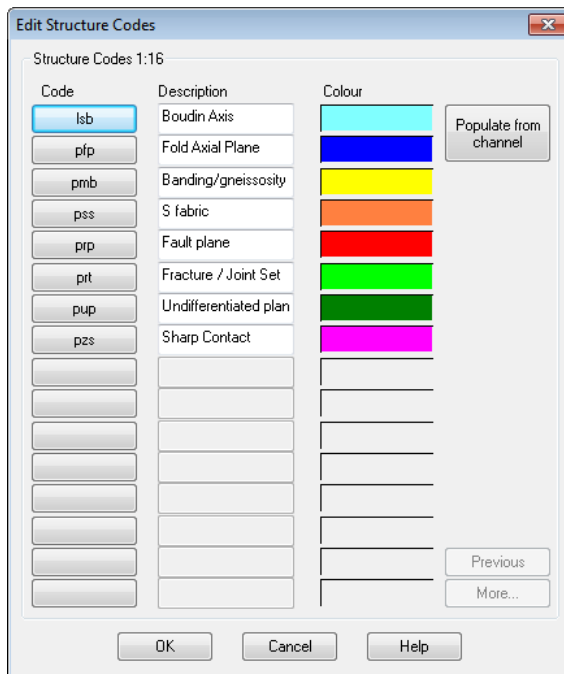 Edit Structure Codes
Structure Codes 1:16
Code Description Colour
lsb Boudin Axis
Populate from
channel
pfp Fold Axial Plane
pmb Banding/gneissosity
pss S fabric
prp Fault plane
prt Fracture / Joint Set
pup Undifferentiated plan
pzs Sharp Contact
Previous
More...
OK Cancel Help